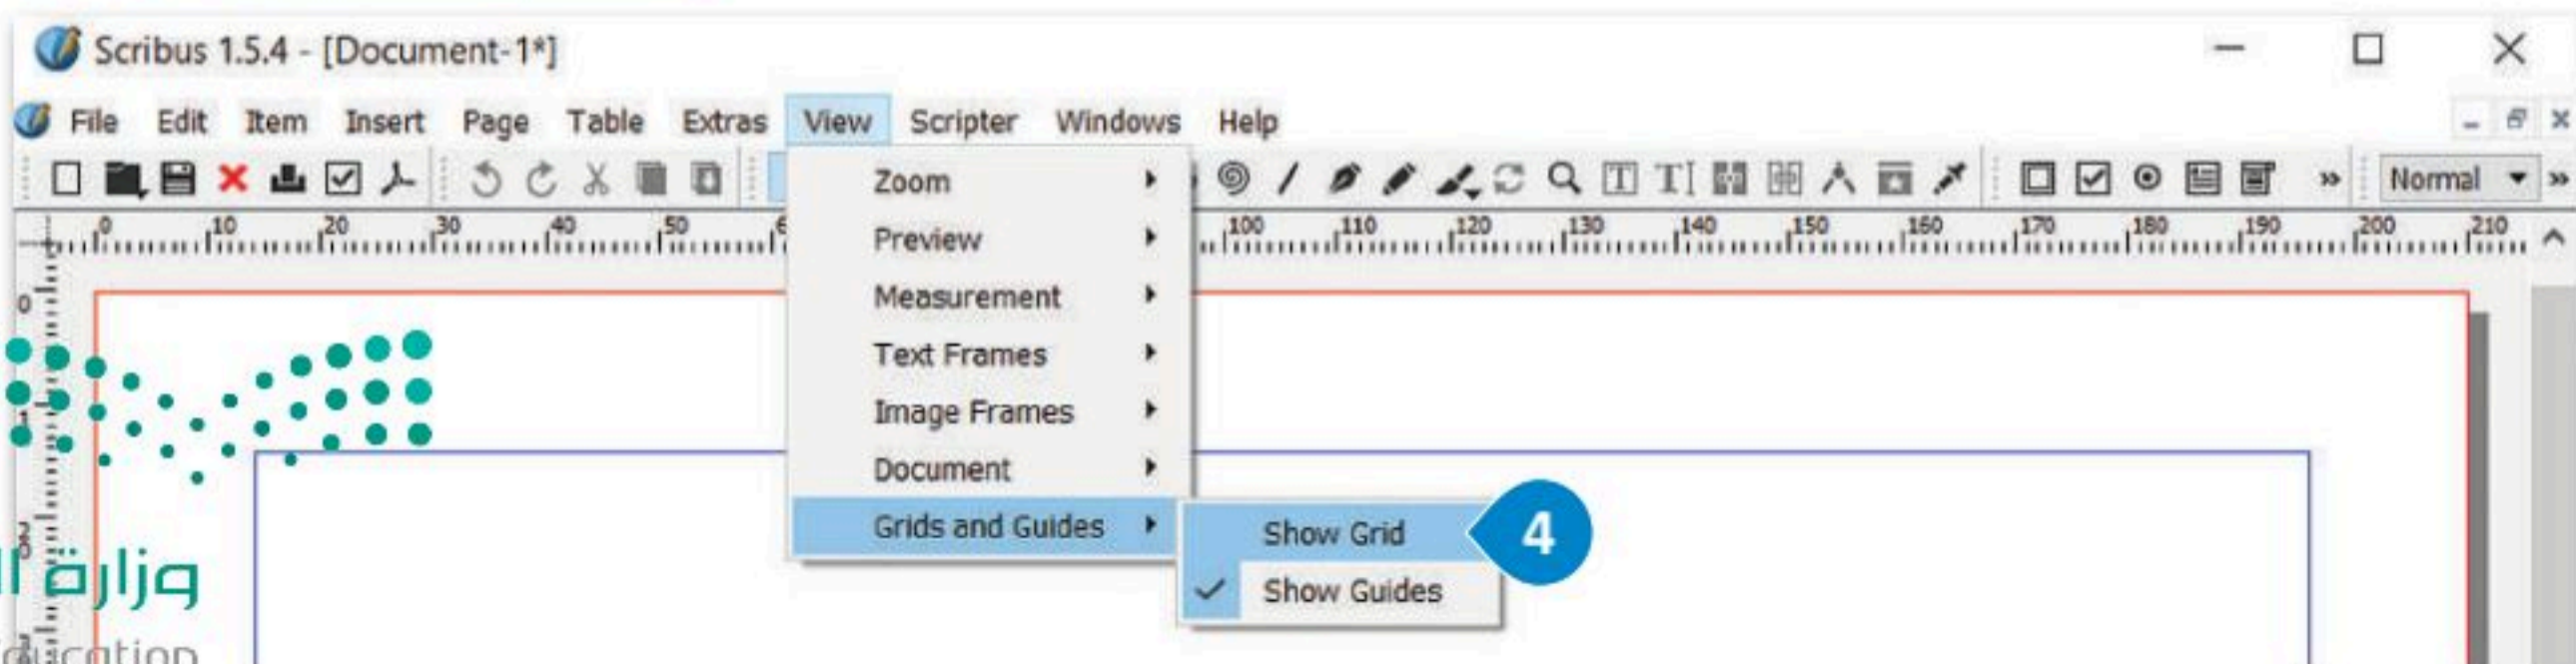 Scribus 1.5.4 - [Document-1*]
File Edit Item Insert Page Table Extras View Scripter Windows Help
Normal
0 10 20 30 40 50 100 110 120 130 140 150 160 170 180 190 200 210
0
Zoom
Preview
Measurement
Text Frames
Image Frames
Document
Grids and Guides
Show Grid
4
Show Guides
وزارة